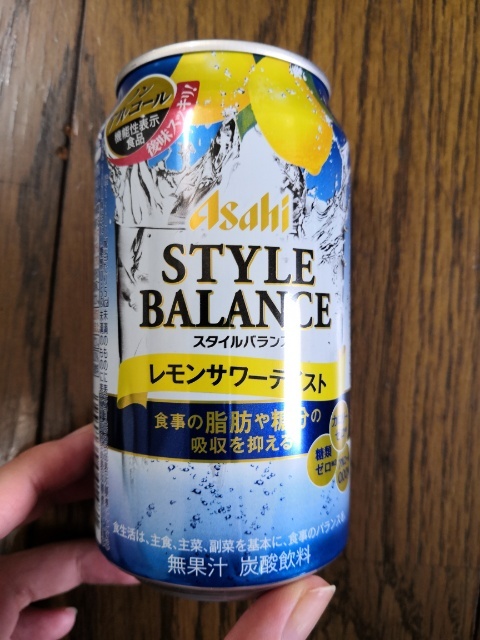 ノン
アルコール
機能性表示
食品
Asahi
STYLE
BALANCE
スタイルバランス
レモンサワーテイスト
食事の脂肪や糖分の
吸収を抑える
糖類
ゼロ
食生活は、主食、主菜、副菜を基本に、食事のバランスを
無果汁 炭酸飲料